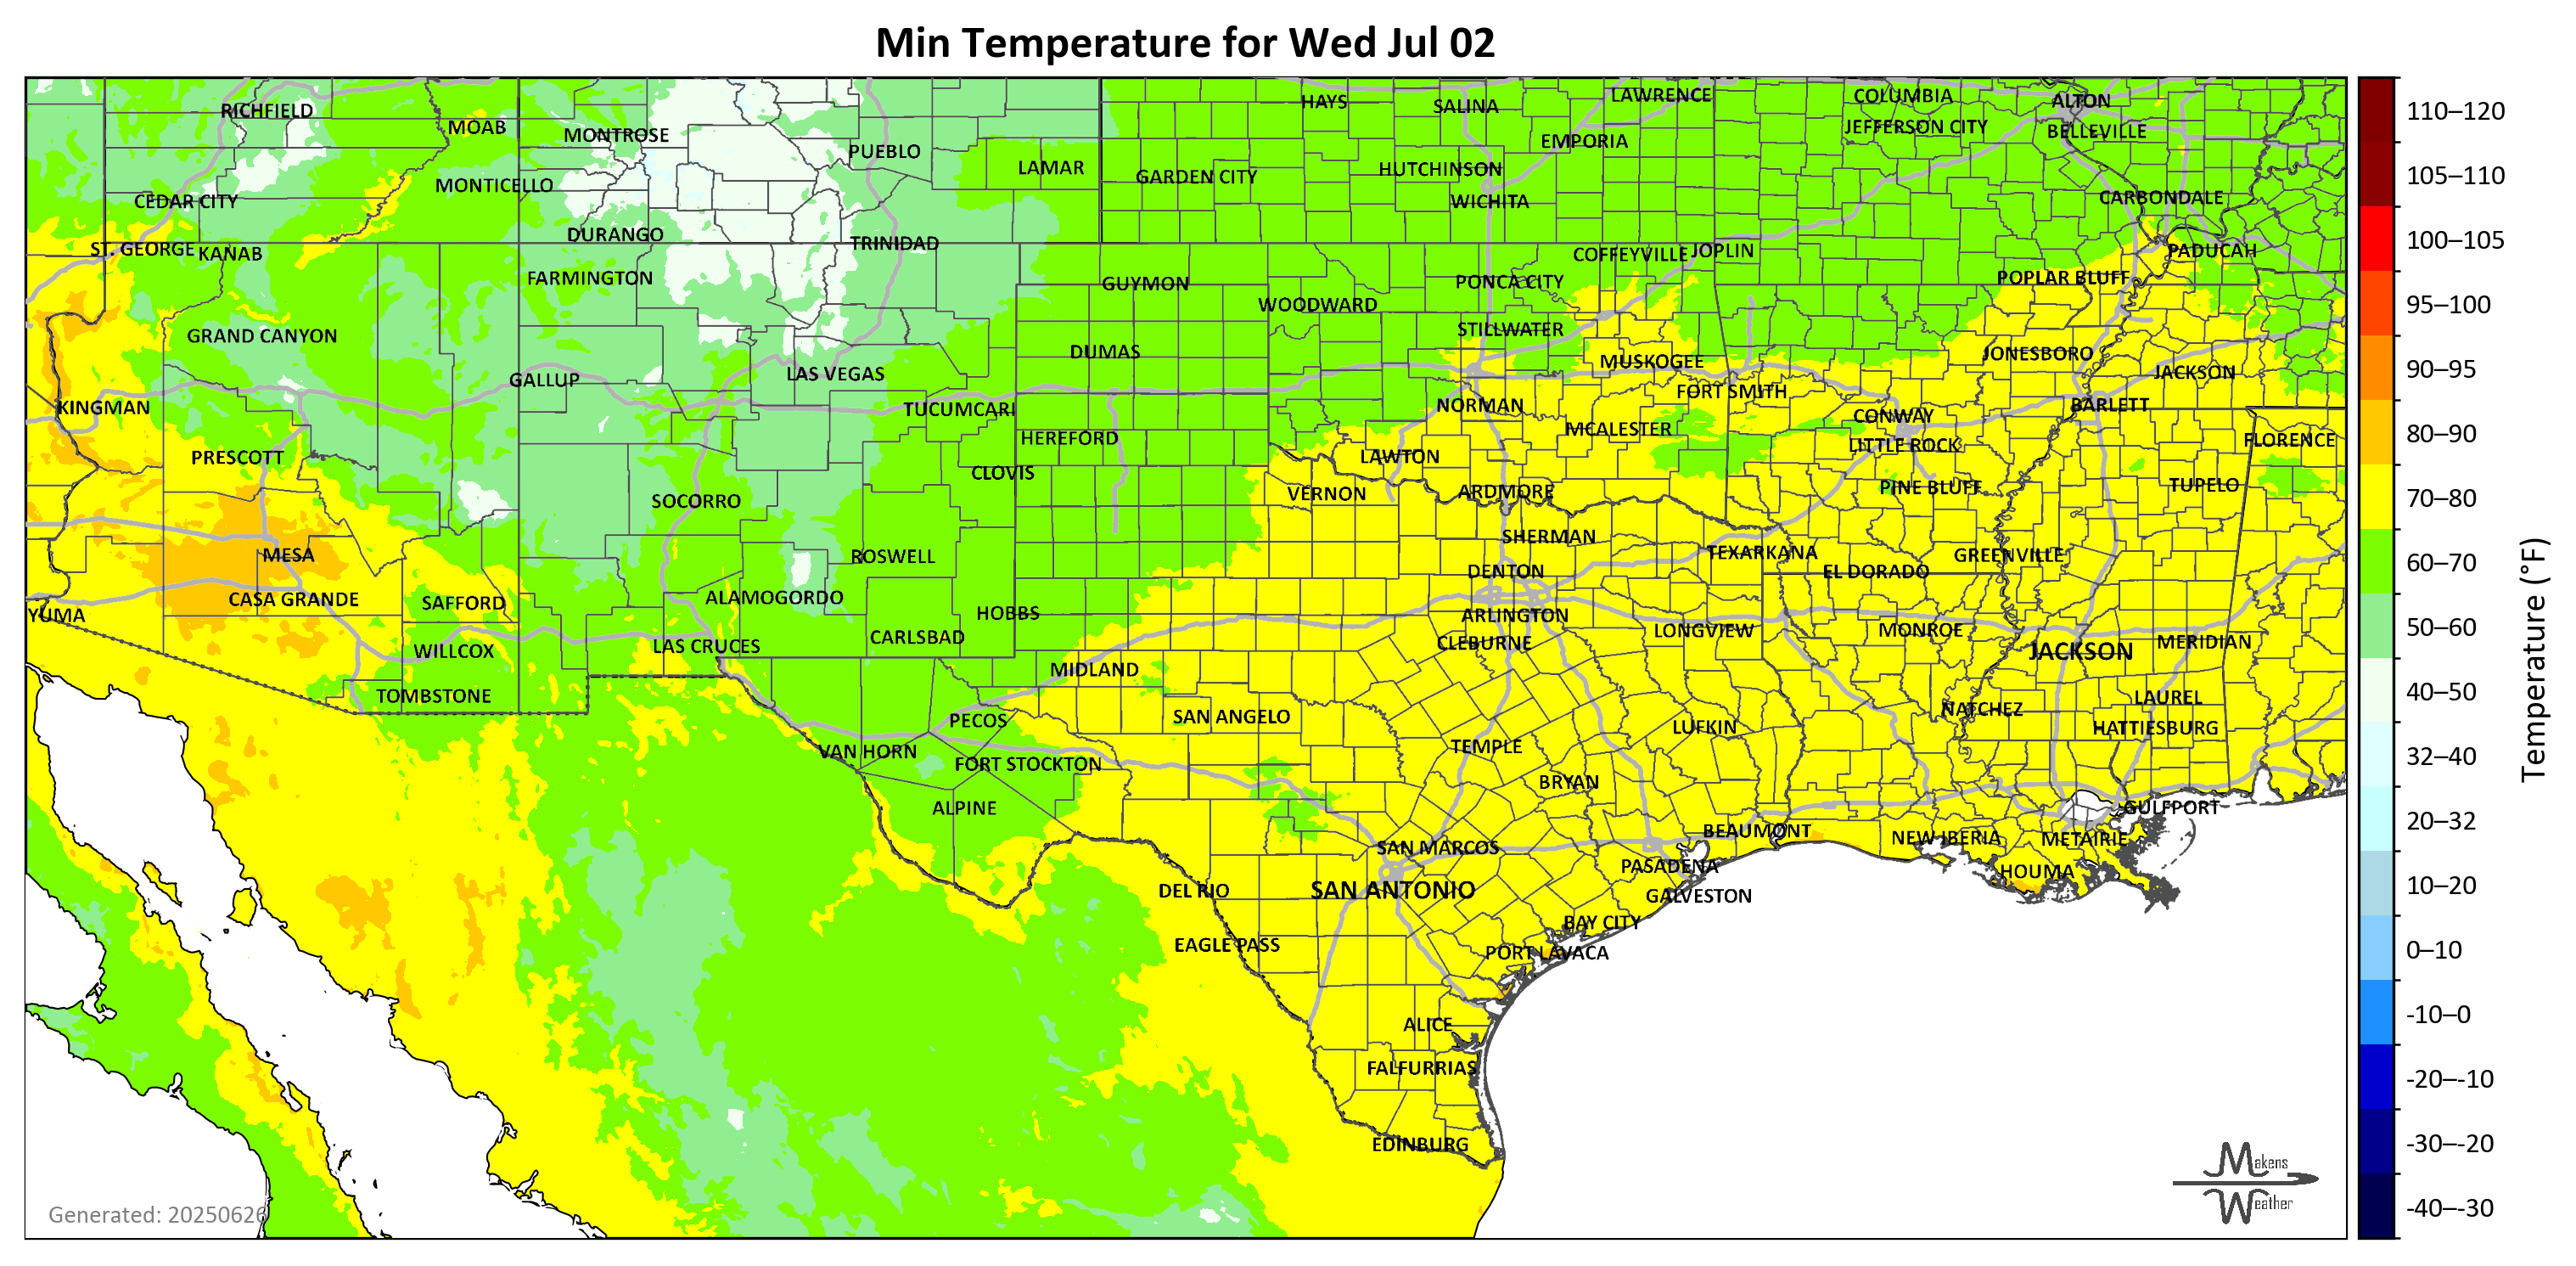 Min Temperature for Wed Jul 02
HAYS
SALINA
LAWRENCE
COLUMBIA
ALTON
RICHFIELD
MOAB
MONTROSE
EMPORIA
JEFFERSON CITY
BELLEVILLE
PUEBLO
LAMAR
GARDEN CITY
HUTCHINSON
MONTICELLO
CEDAR CITY
WICHITA
CARBONDALE
DURANGO
TRINIDAD
ST. GEORGE
KANAB
COFFEYVILLE
JOPLIN
PADUCAH
FARMINGTON
GUYMON
PONCA CITY
POPLAR BLUFF
WOODWARD
GRAND CANYON
STILLWATER
DUMAS
MUSKOGEE
JONESBORO
GALLUP
LAS VEGAS
JACKSON
FORT SMITH
KINGMAN
TUCUMCARI
NORMAN
CONWAY
BARLETT
HEREFORD
MCALESTER
LITTLE ROCK
FLORENCE
PRESCOTT
CLOVIS
LAWTON
SOCORRO
VERNON
ARDMORE
PINE BLUFF
TUPELO
MESA
ROSWELL
SHERMAN
TEXARKANA
GREENVILLE
DENTON
EL DORADO
CASA GRANDE
SAFFORD
ALAMOGORDO
YUMA
HOBBS
ARLINGTON
CARLSBAD
CLEBURNE
LONGVIEW
MONROE
WILLCOX
LAS CRUCES
JACKSON
MERIDIAN
MIDLAND
TOMBSTONE
PECOS
SAN ANGELO
LUFKIN
NATCHEZ
LAUREL
HATTIESBURG
VAN HORN
FORT STOCKTON
TEMPLE
BRYAN
ALPINE
GULFPORT
BEAUMONT
NEW IBERIA
METAIRIE
SAN MARCOS
PASADENA
HOUMA
DEL RIO
SAN ANTONIO
GALVESTON
BAY CITY
EAGLE PASS
PORT LAVACA
ALICE
FALFURRIAS
EDINBURG
Generated: 20250626
Makens
Weather
110–120
105–110
100–105
95–100
90–95
80–90
70–80
60–70
50–60
40–50
32–40
20–32
10–20
0–10
-10–0
-20–-10
-30–-20
-40–-30
Temperature (°F)